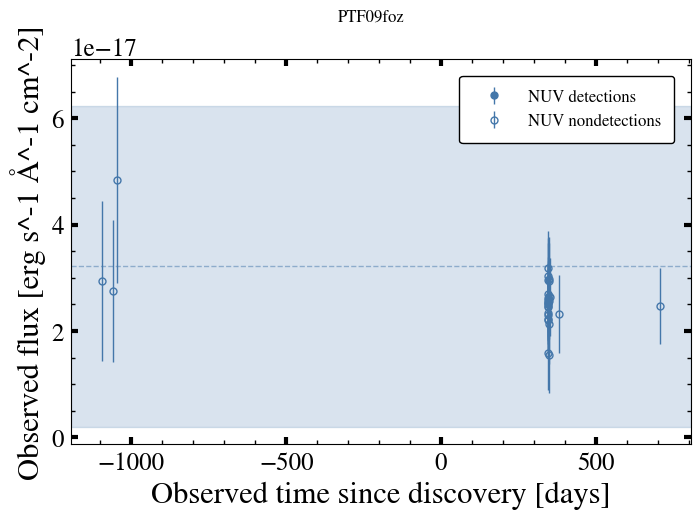 PTF09foz
1e−17
Observed flux [erg s^-1 Å^-1 cm^-2]
6
4
2
0
NUV detections
NUV nondetections
−1000
−500
0
500
Observed time since discovery [days]